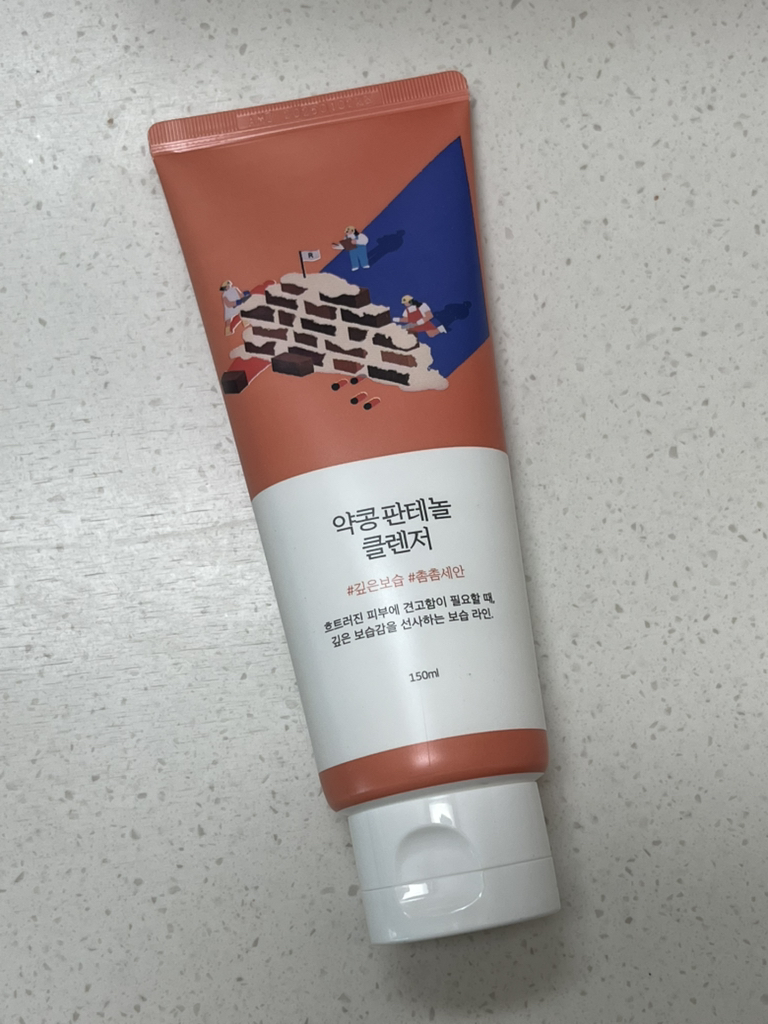 약콩 판테놀
클렌저
#깊은보습 #촘촘세안
흐트러진 피부에 견고함이 필요할 때,
깊은 보습감을 선사하는 보습 라인.
150ml